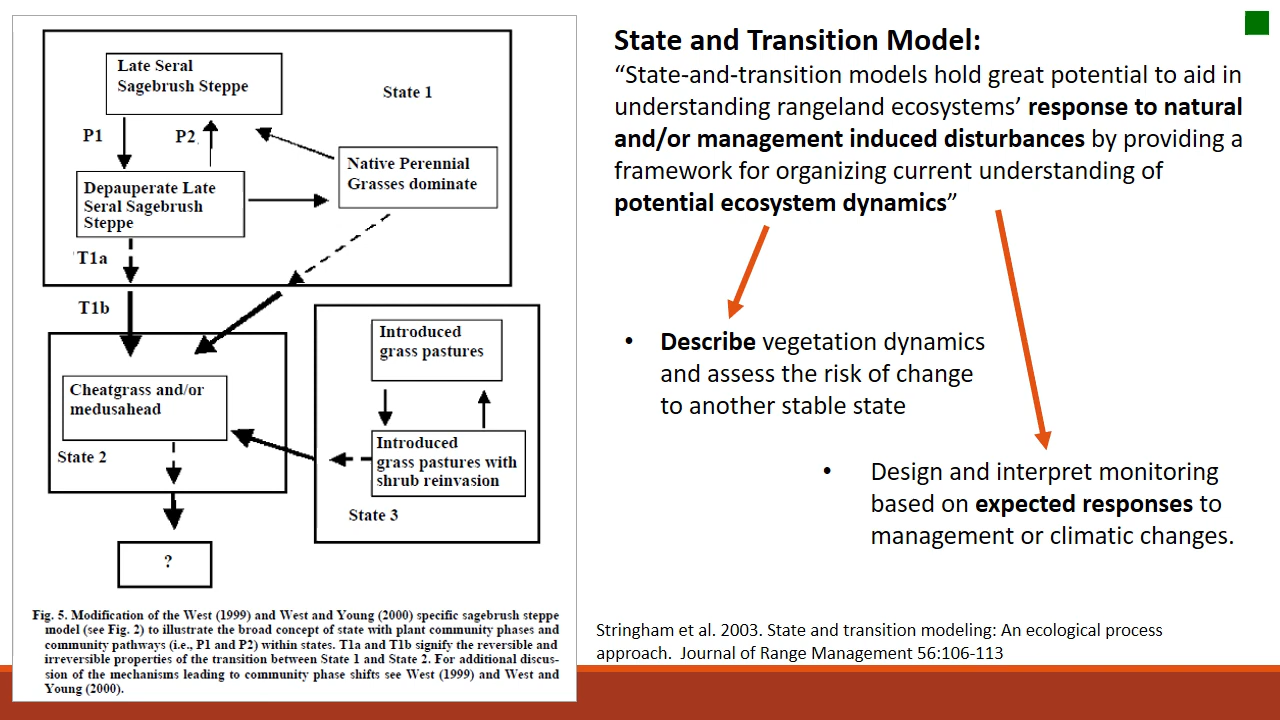 Late Seral
Sagebrush Steppe
State 1
P1
P2
Native Perennial
Grasses dominate
Depauperate Late
Seral Sagebrush
Steppe
T1a
T1b
Introduced
grass pastures
Cheatgrass and/or
medusahead
Introduced
grass pastures with
shrub reinvasion
State 2
State 3
?
Fig. 5. Modification of the West (1999) and West and Young (2000) specific sagebrush steppe
model (see Fig. 2) to illustrate the broad concept of state with plant community phases and
community pathways (i.e., P1 and P2) within states. T1a and T1b signify the reversible and
irreversible properties of the transition between State 1 and State 2. For additional discus-
sion of the mechanisms leading to community phase shifts see West (1999) and West and
Young (2000).
State and Transition Model:
“State-and-transition models hold great potential to aid in
understanding rangeland ecosystems’ response to natural
and/or management induced disturbances by providing a
framework for organizing current understanding of
potential ecosystem dynamics”
• Describe vegetation dynamics
and assess the risk of change
to another stable state
• Design and interpret monitoring
based on expected responses to
management or climatic changes.
Stringham et al. 2003. State and transition modeling: An ecological process
approach. Journal of Range Management 56:106-113